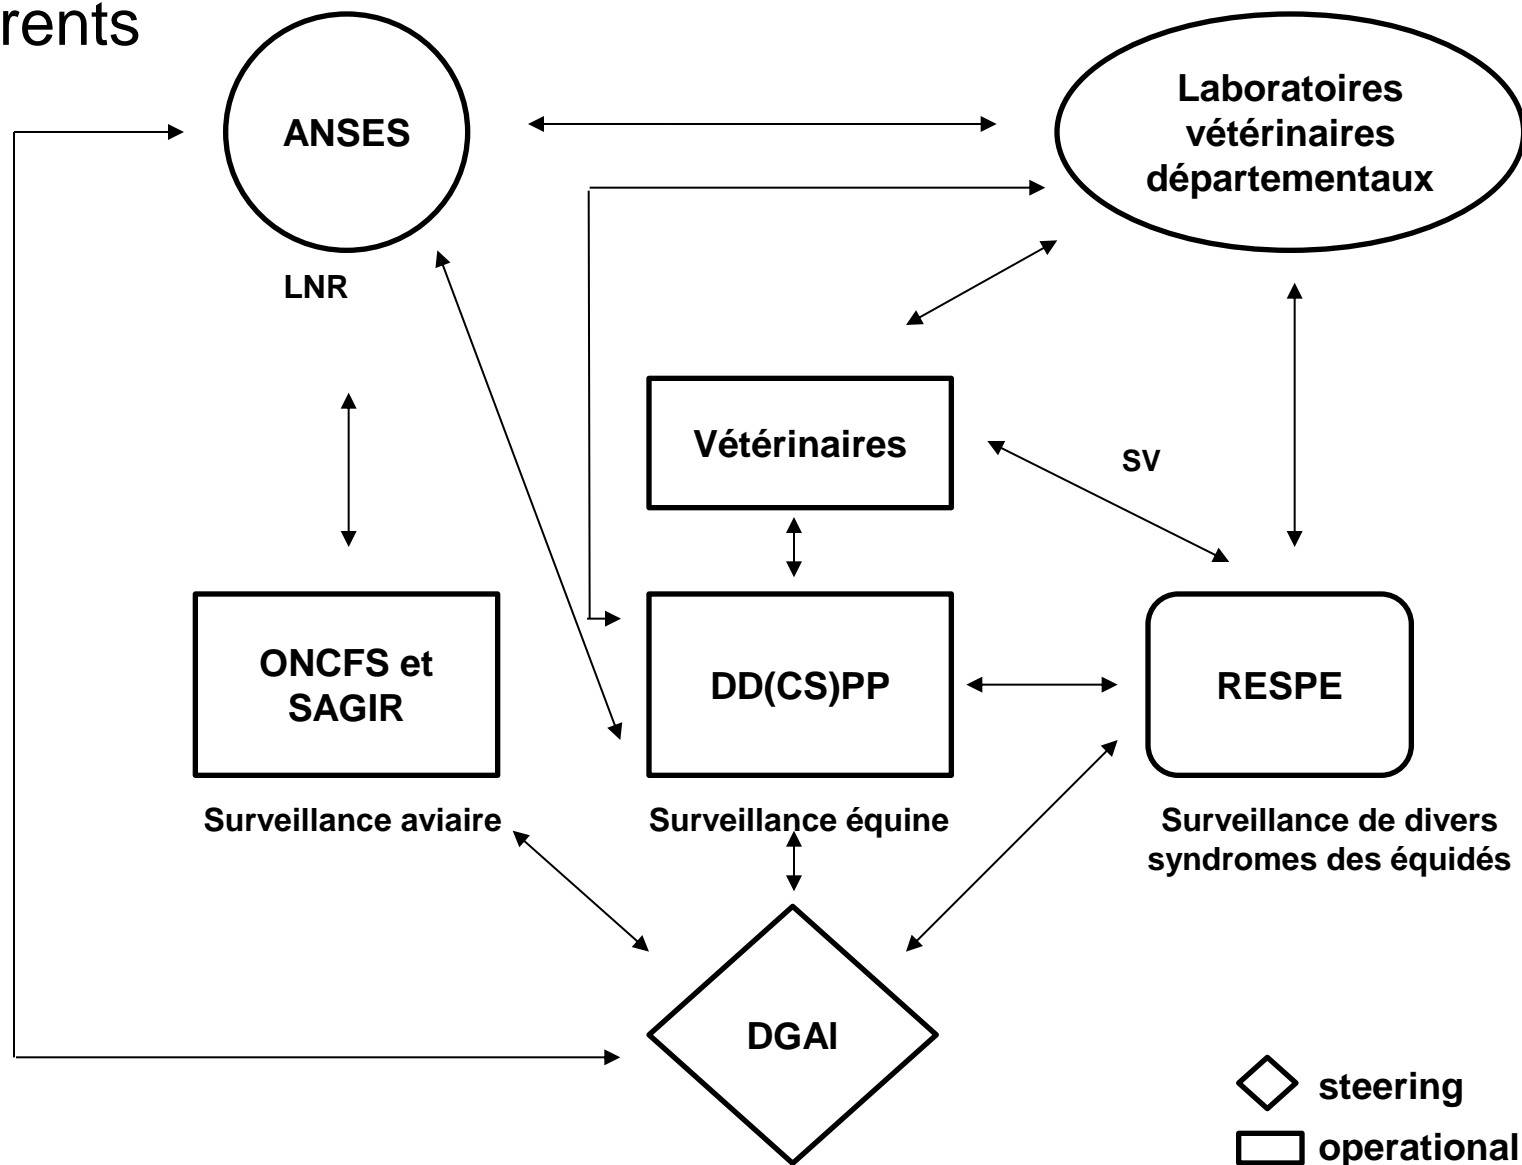 rents
ANSES
Laboratoires
vétérinaires
départementaux
LNR
Vétérinaires
SV
ONCFS et
SAGIR
DD(CS)PP
RESPE
Surveillance aviaire
Surveillance équine
Surveillance de divers
syndromes des équidés
DGAl
steering
operational